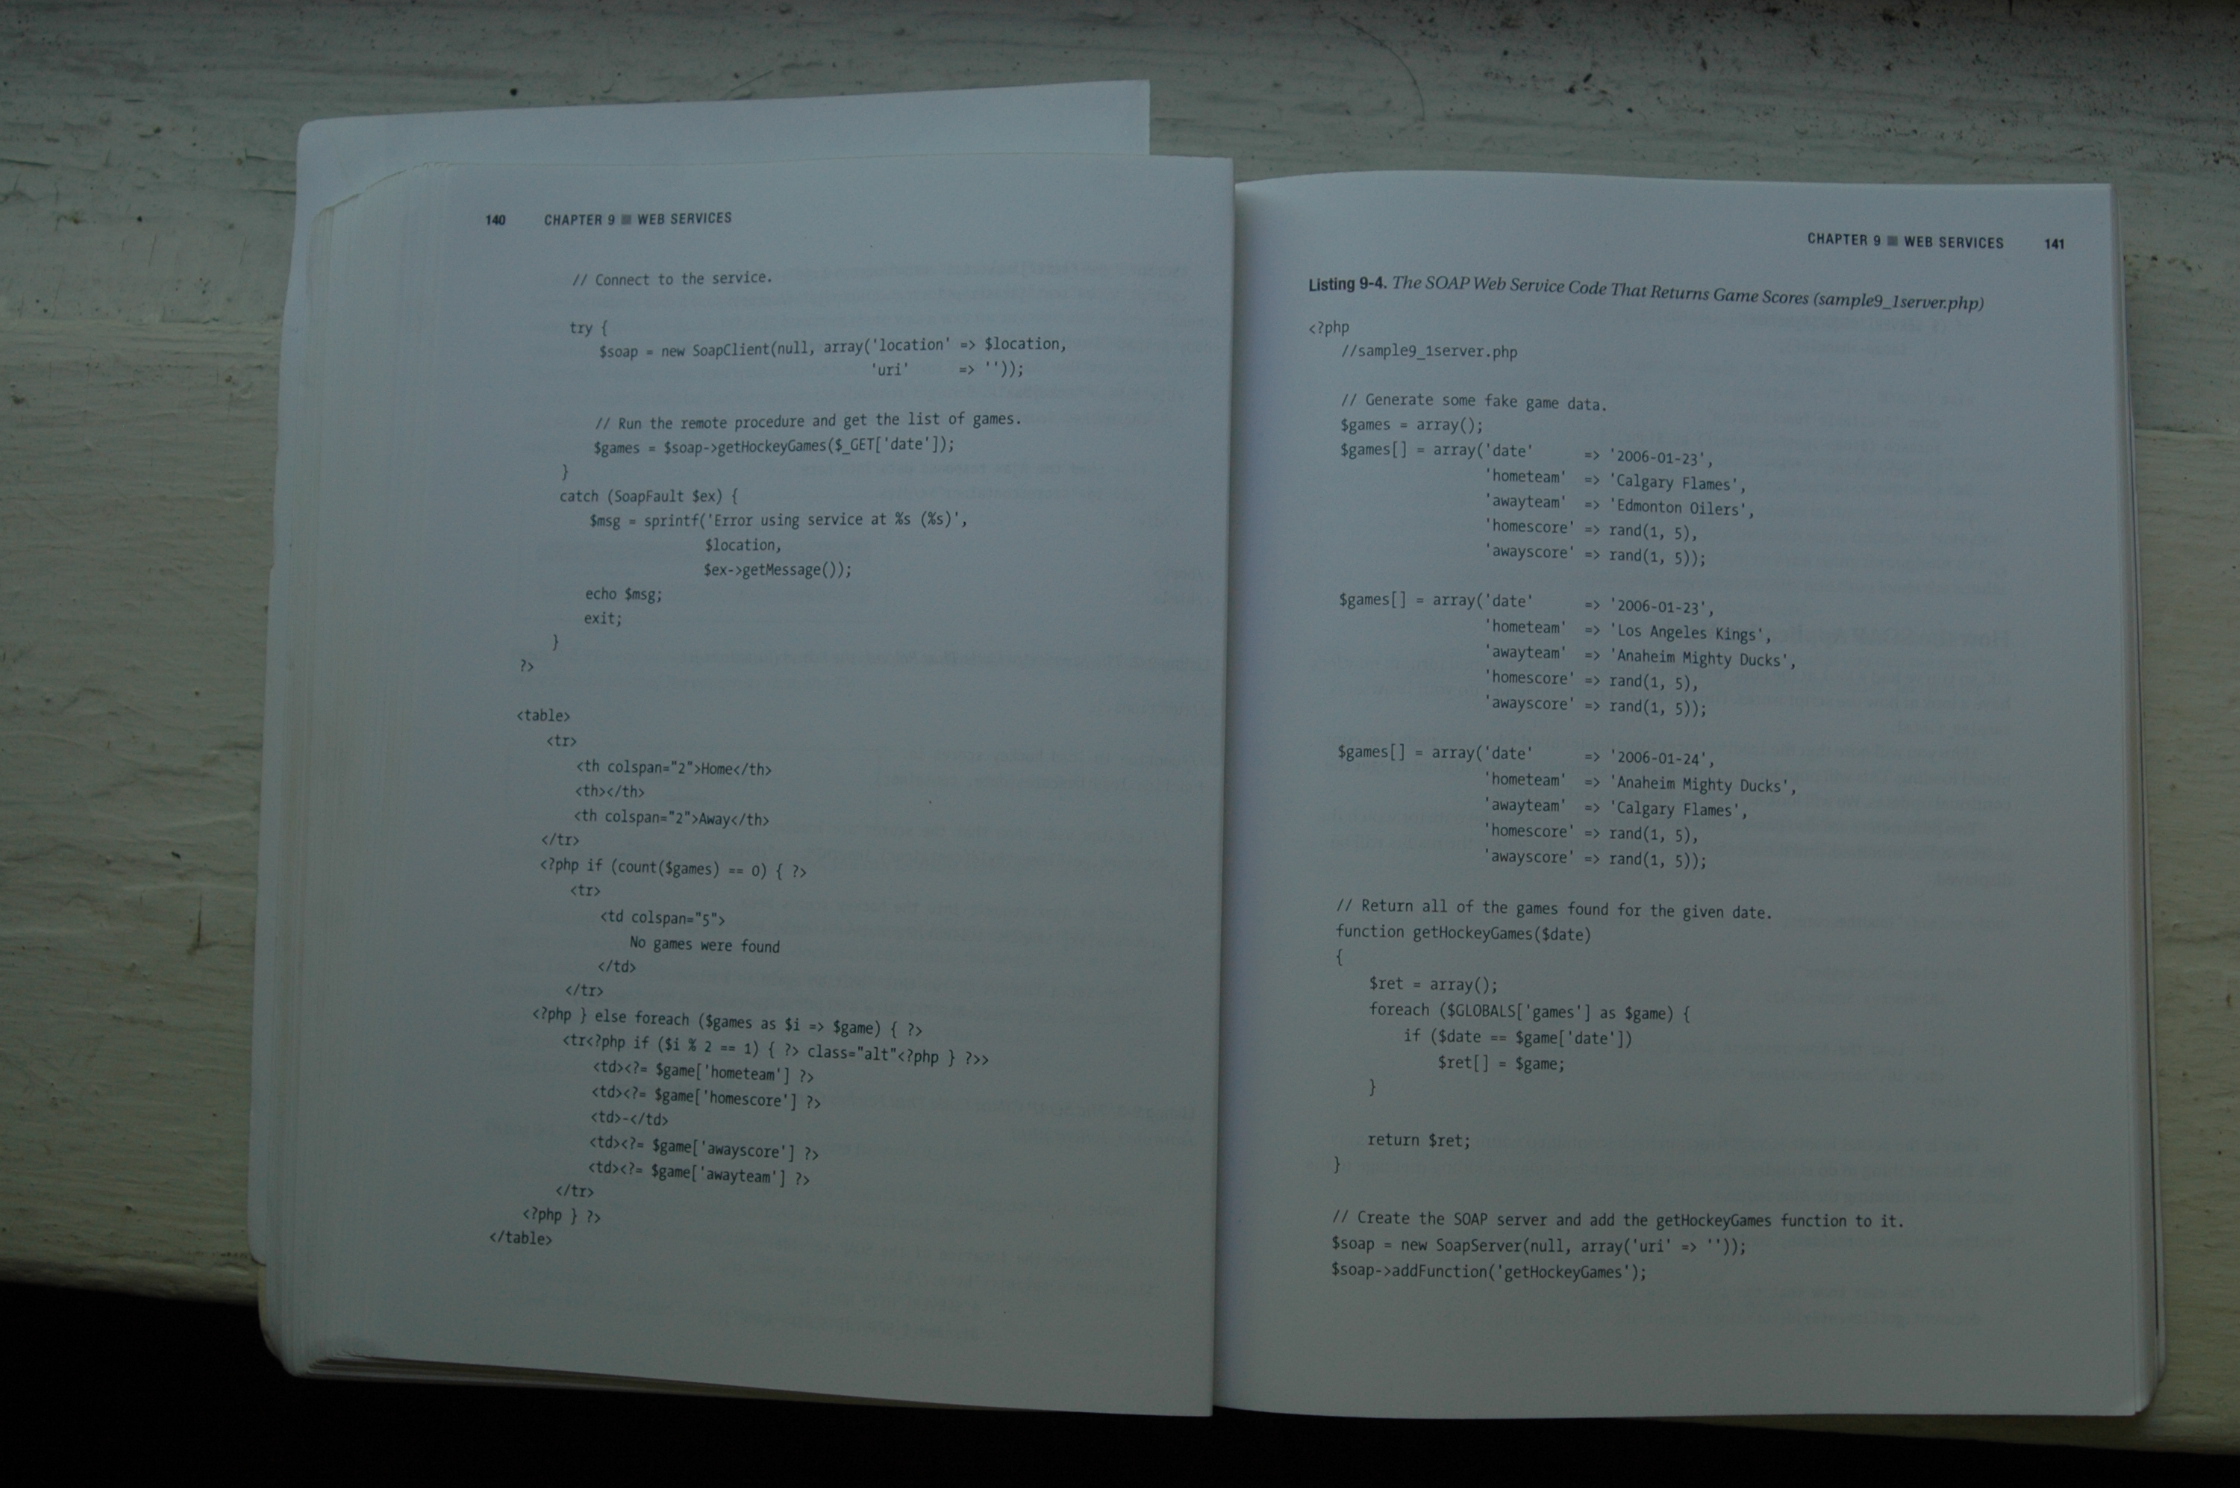 140 CHAPTER 9 ■ WEB SERVICES
// Connect to the service.
try {
$soap = new SoapClient(null, array('location' => $location,
'uri' => ''));
// Run the remote procedure and get the list of games.
$games = $soap->getHockeyGames($_GET['date']);
}
catch (SoapFault $ex) {
$msg = sprintf('Error using service at %s (%s)',
$location,
$ex->getMessage());
echo $msg;
exit;
}
?>
<table>
<tr>
<th colspan="2">Home</th>
<th></th>
<th colspan="2">Away</th>
</tr>
<?php if (count($games) == 0) { ?>
<tr>
<td colspan="5">
No games were found
</td>
</tr>
<?php } else foreach ($games as $i => $game) { ?>
<tr<?php if ($i % 2 == 1) { ?> class="alt"<?php } ?>>
<td><?= $game['hometeam'] ?>
<td><?= $game['homescore'] ?>
<td>-</td>
<td><?= $game['awayscore'] ?>
<td><?= $game['awayteam'] ?>
</tr>
<?php } ?>
</table>
CHAPTER 9 ■ WEB SERVICES 141
Listing 9-4. The SOAP Web Service Code That Returns Game Scores (sample9_1server.php)
<?php
//sample9_1server.php
// Generate some fake game data.
$games = array();
$games[] = array('date' => '2006-01-23',
'hometeam' => 'Calgary Flames',
'awayteam' => 'Edmonton Oilers',
'homescore' => rand(1, 5),
'awayscore' => rand(1, 5));
$games[] = array('date' => '2006-01-23',
'hometeam' => 'Los Angeles Kings',
'awayteam' => 'Anaheim Mighty Ducks',
'homescore' => rand(1, 5),
'awayscore' => rand(1, 5));
$games[] = array('date' => '2006-01-24',
'hometeam' => 'Anaheim Mighty Ducks',
'awayteam' => 'Calgary Flames',
'homescore' => rand(1, 5),
'awayscore' => rand(1, 5));
// Return all of the games found for the given date.
function getHockeyGames($date)
{
$ret = array();
foreach ($GLOBALS['games'] as $game) {
if ($date == $game['date'])
$ret[] = $game;
}
return $ret;
}
// Create the SOAP server and add the getHockeyGames function to it.
$soap = new SoapServer(null, array('uri' => ''));
$soap->addFunction('getHockeyGames');